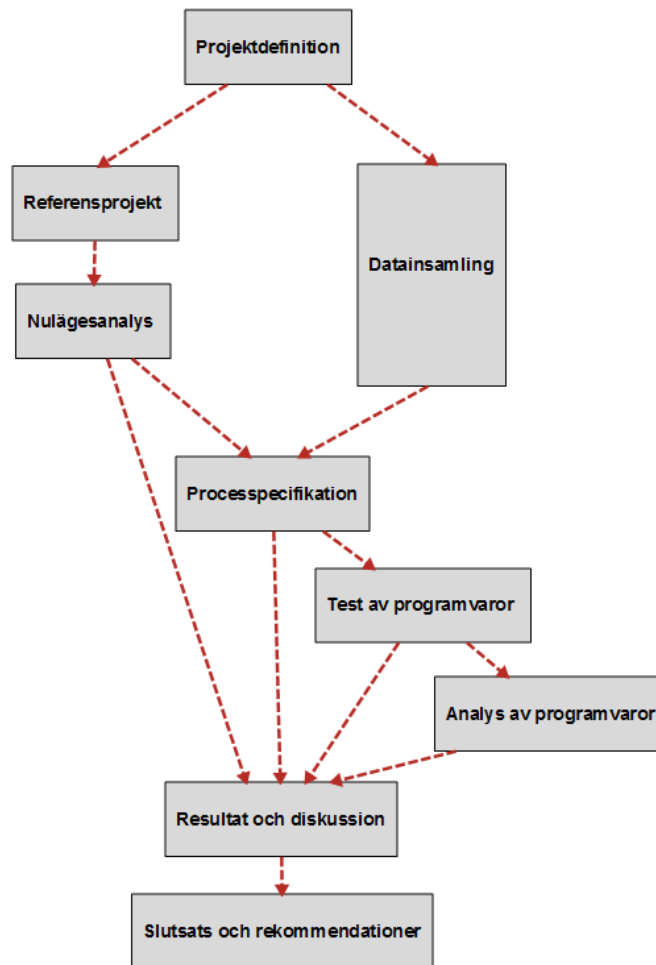 Projektdefinition
Referensprojekt
Datainsamling
Nulägesanalys
Processpecifikation
Test av programvaror
Analys av programvaror
Resultat och diskussion
Slutsats och rekommendationer